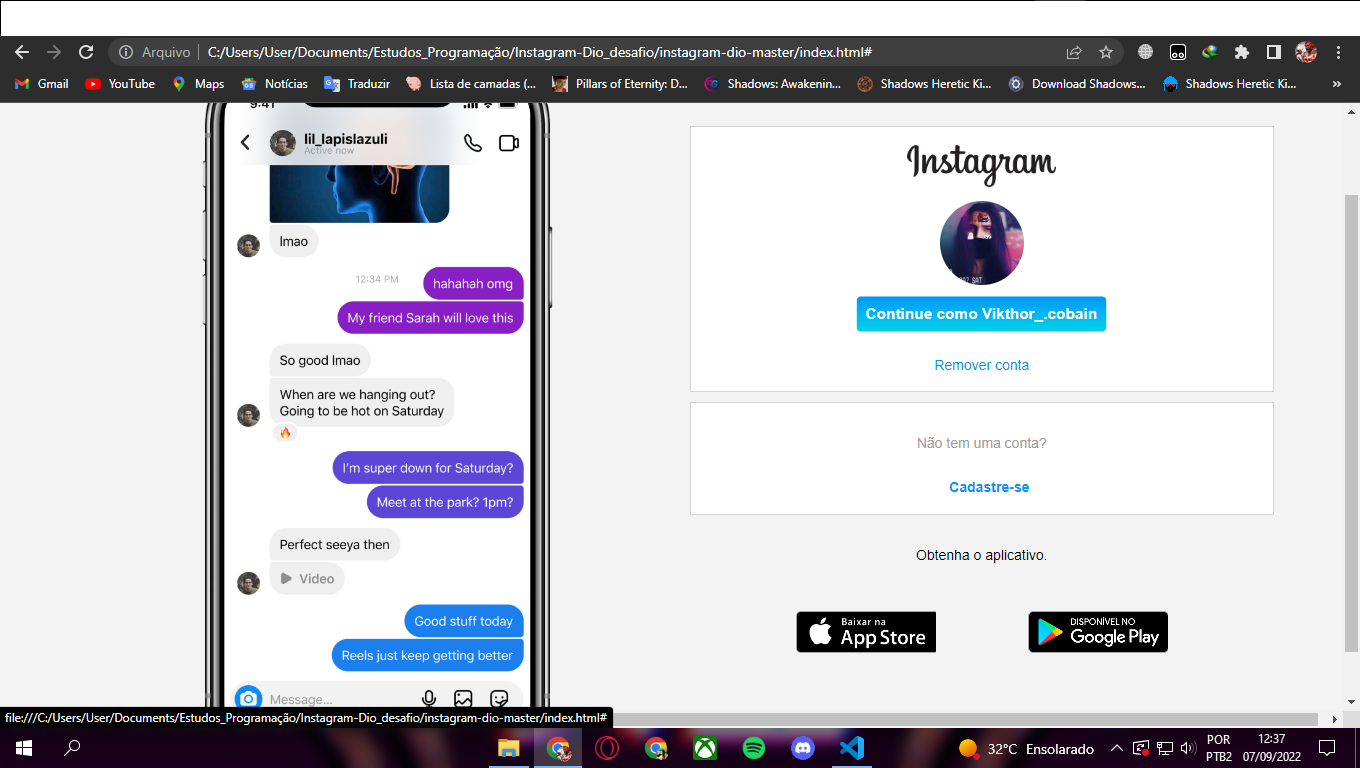 Arquivo
C:/Users/User/Documents/Estudos_Programação/Instagram-Dio_desafio/instagram-dio-master/index.html#
Gmail
YouTube
Maps
Notícias
Traduzir
Lista de camadas (...
Pillars of Eternity: D...
Shadows: Awakenin...
Shadows Heretic Ki...
Download Shadows...
Shadows Heretic Ki...
»
9:41
lil_lapislazuli
Active now
lmao
12:34 PM
hahahah omg
My friend Sarah will love this
So good lmao
When are we hanging out?
Going to be hot on Saturday
I'm super down for Saturday?
Meet at the park? 1pm?
Perfect seeya then
Video
Good stuff today
Reels just keep getting better
Message...
Instagram
Continue como Vikthor_.cobain
Remover conta
Não tem uma conta?
Cadastre-se
Obtenha o aplicativo.
Baixar na
App Store
DISPONÍVEL NO
Google Play
file:///C:/Users/User/Documents/Estudos_Programação/Instagram-Dio_desafio/instagram-dio-master/index.html#
32°C Ensolarado
POR
PTB2
12:37
07/09/2022